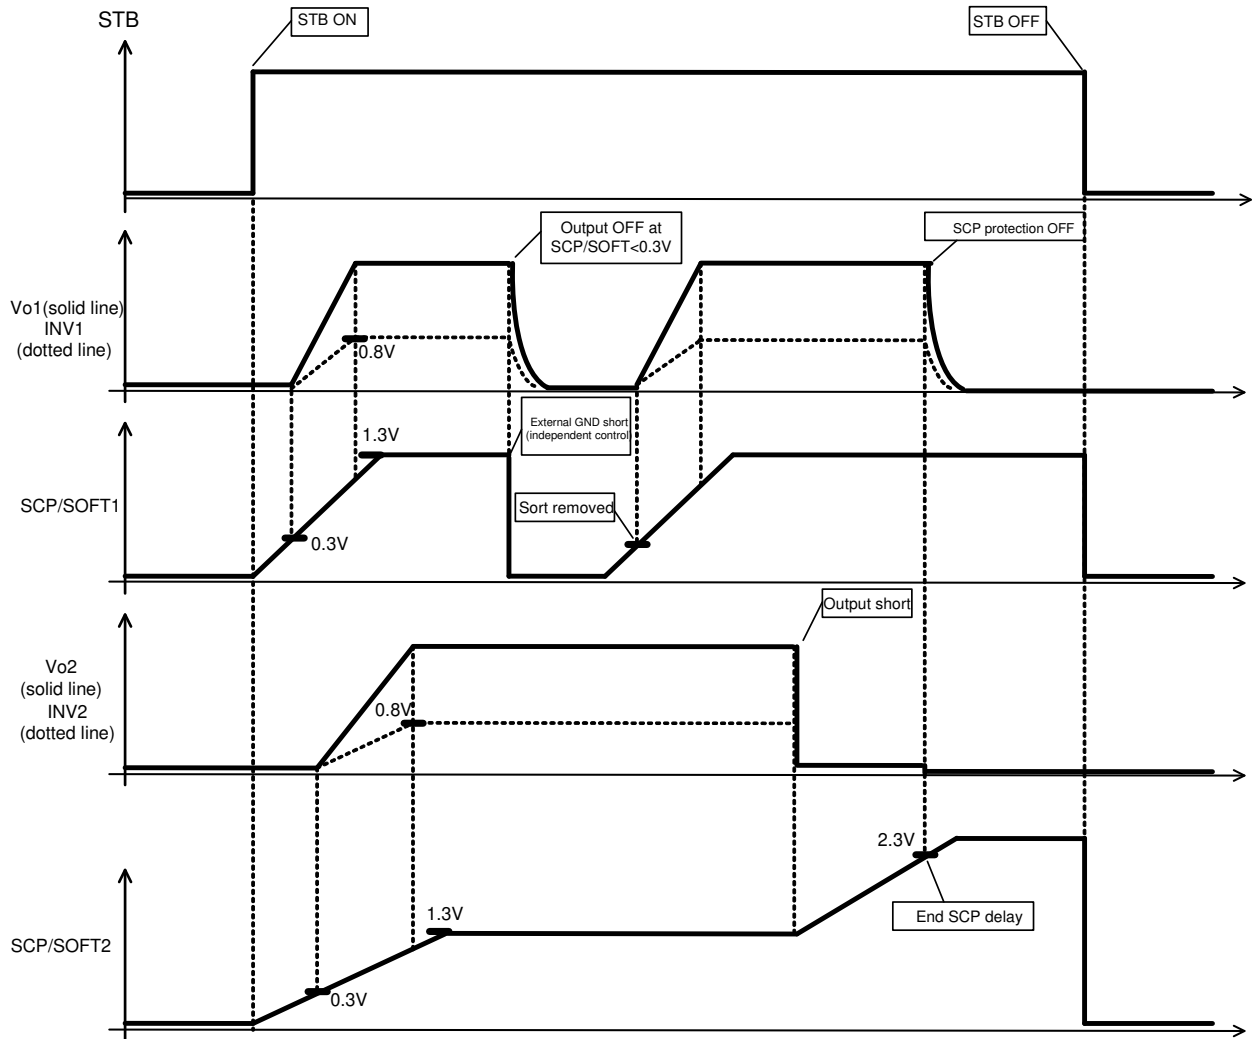 STB
STB ON
STB OFF
Output OFF at
SCP/SOFT<0.3V
SCP protection OFF
Vo1(solid line)
INV1
(dotted line)
0.8V
External GND short
(independent control)
1.3V
SCP/SOFT1
Sort removed
0.3V
Output short
Vo2
(solid line)
INV2
(dotted line)
0.8V
2.3V
End SCP delay
1.3V
SCP/SOFT2
0.3V